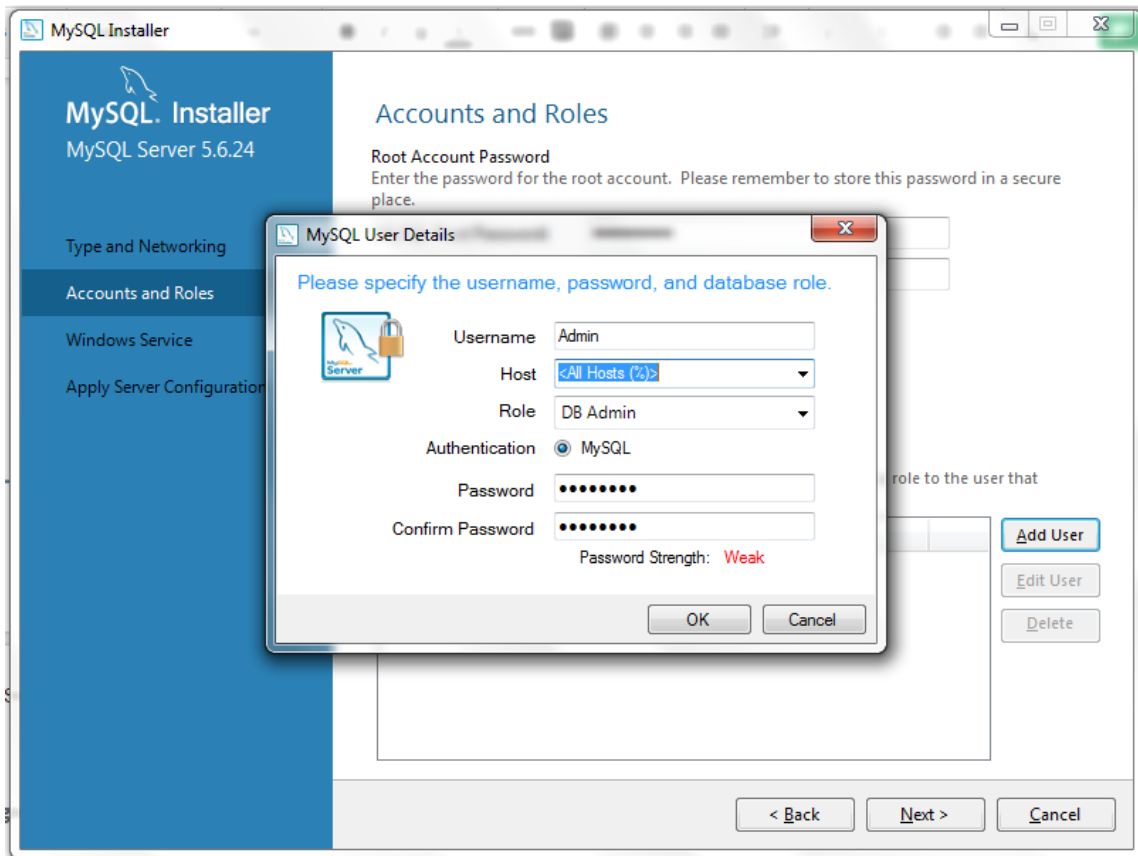 MySQL Installer
MySQL. Installer
MySQL Server 5.6.24
Type and Networking
Accounts and Roles
Windows Service
Apply Server Configuration
Accounts and Roles
Root Account Password
Enter the password for the root account. Please remember to store this password in a secure
place.
MySQL User Details
Please specify the username, password, and database role.
MySQL
Server
Username Admin
Host <All Hosts (%)>
Role DB Admin
Authentication MySQL
Password ••••••••
Confirm Password ••••••••
Password Strength: Weak
OK Cancel
role to the user that
Add User
Edit User
Delete
< Back Next > Cancel